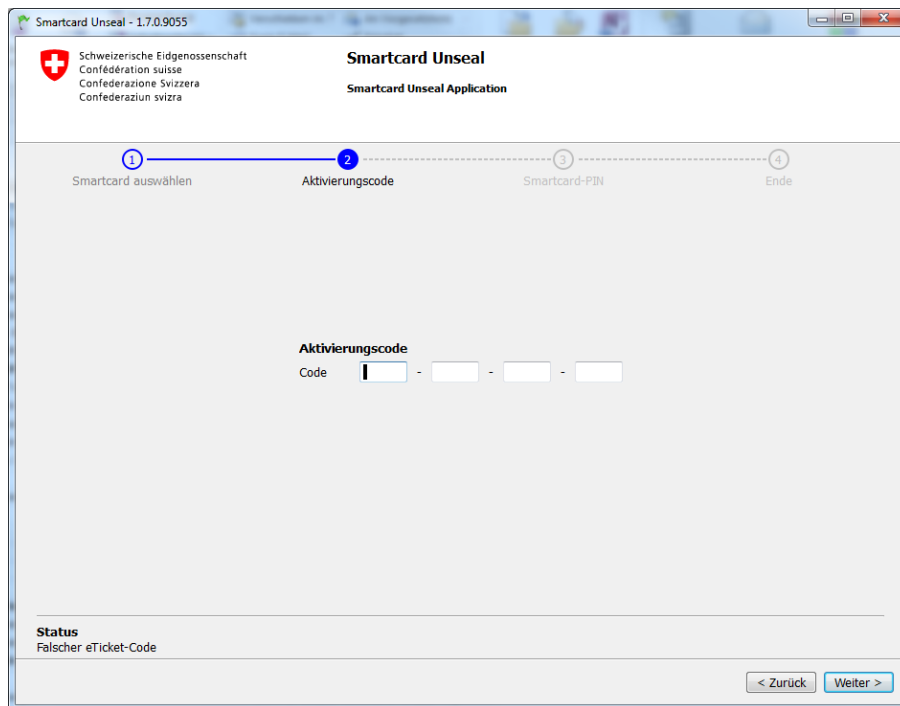 Smartcard Unseal - 1.7.0.9055
Schweizerische Eidgenossenschaft
Confédération suisse
Confederazione Svizzera
Confederaziun svizra
Smartcard Unseal
Smartcard Unseal Application
1
2
3
4
Smartcard auswählen
Aktivierungscode
Smartcard-PIN
Ende
Aktivierungscode
Code - - -
Status
Falscher eTicket-Code
< Zurück Weiter >